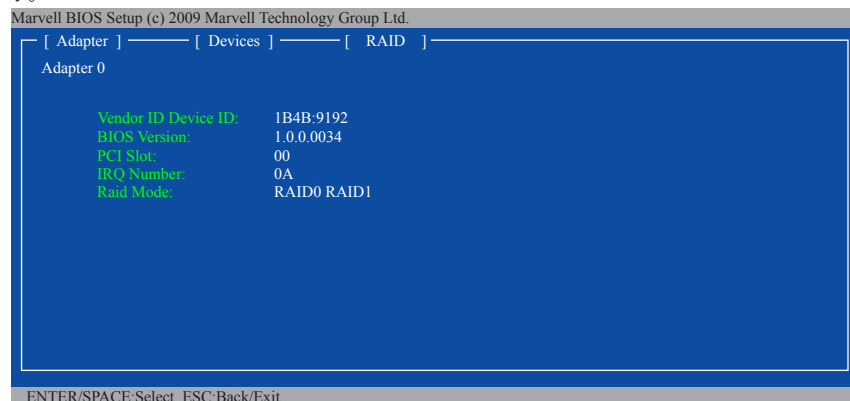 Marvell BIOS Setup (c) 2009 Marvell Technology Group Ltd.
[ Adapter ] [ Devices ] [ RAID ]
Adapter 0
Vendor ID Device ID: 1B4B:9192
BIOS Version: 1.0.0.0034
PCI Slot: 00
IRQ Number: 0A
Raid Mode: RAID0 RAID1
ENTER/SPACE:Select ESC:Back/Exit